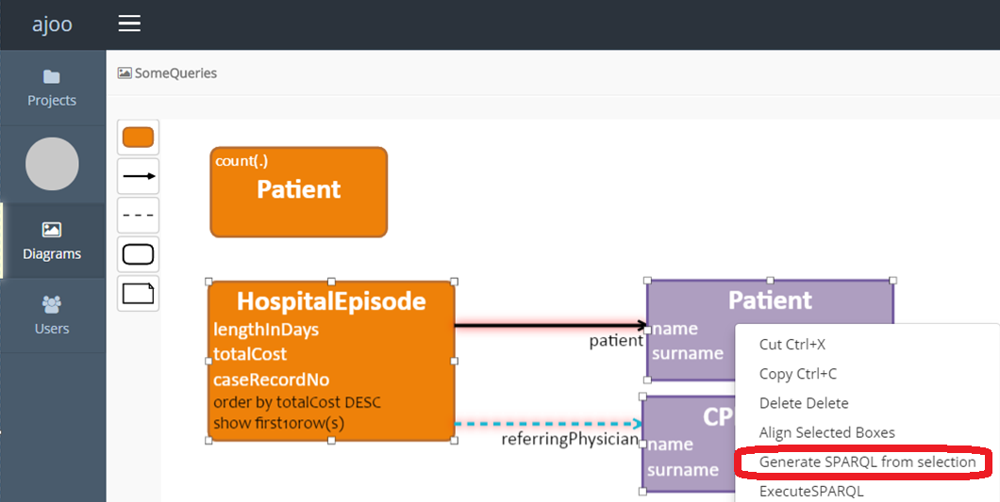 ajoo
SomeQueries
Projects
Diagrams
Users
count(.)
Patient
HospitalEpisode
lengthInDays
totalCost
caseRecordNo
order by totalCost DESC
show first10row(s)
patient
referringPhysician
Patient
name
surname
CP
name
surname
Cut Ctrl+X
Copy Ctrl+C
Delete Delete
Align Selected Boxes
Generate SPARQL from selection
ExecuteSPARQL